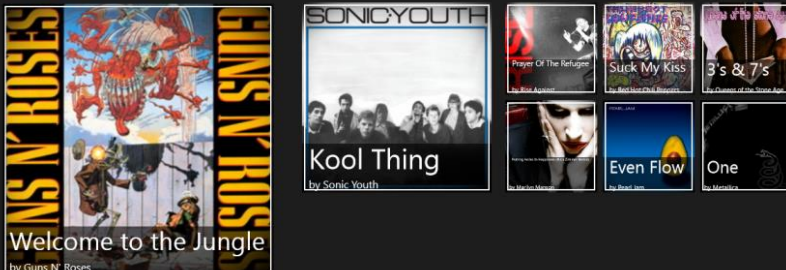 GUNS N' ROSES
GUNS N' ROSES
Welcome to the Jungle
by Guns N' Roses
SONIC YOUTH
Kool Thing
by Sonic Youth
Prayer Of The Refugee
by Rise Against
Suck My Kiss
by Red Hot Chili Peppers
3's & 7's
by Queens of the Stone Age
by Marilyn Manson
Even Flow
by Pearl Jam
One
by Metallica